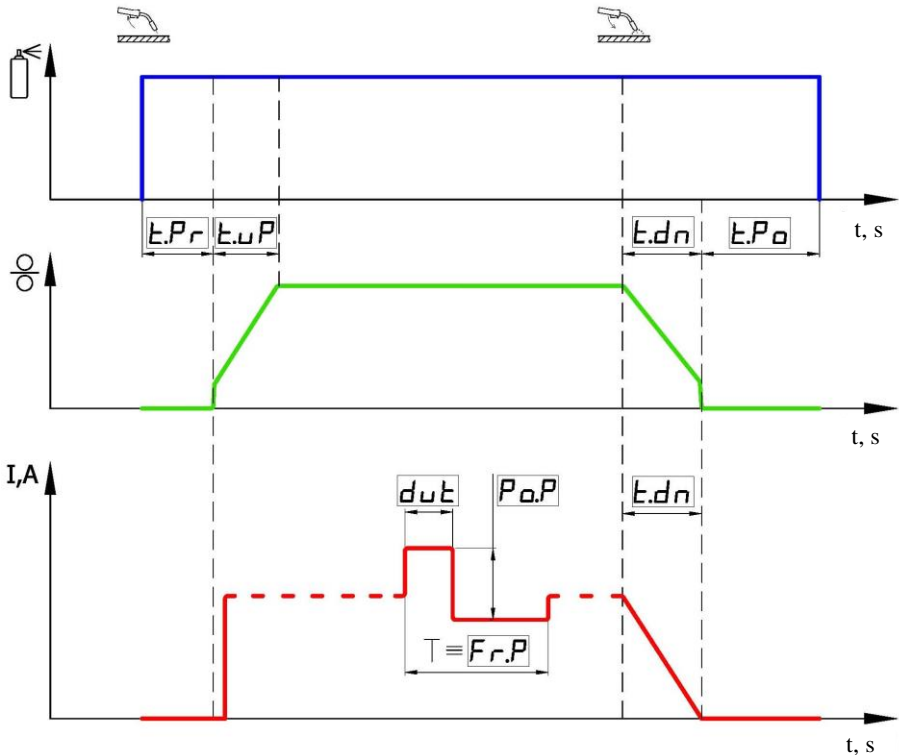 t.Pr
t.uP
t.dn
t.Po
t, s
t, s
I,A
dut
Po.P
t.dn
T ≡ Fr.P
t, s